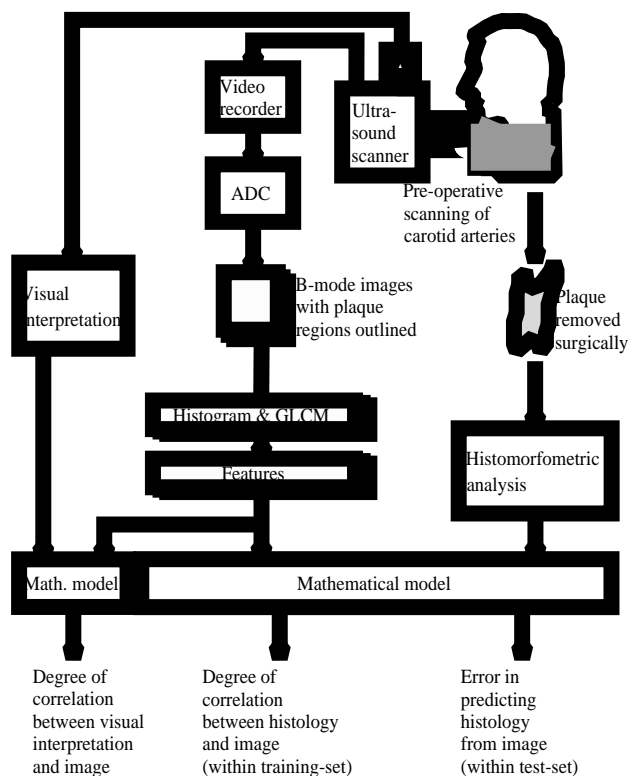 Video
recorder
Ultra-
sound
scanner
ADC
Pre-operative
scanning of
carotid arteries
Visual
interpretation
B-mode images
with plaque
regions outlined
Plaque
removed
surgically
Histogram & GLCM
Features
Histomorfometric
analysis
Math. model
Mathematical model
Degree of
correlation
between visual
interpretation
and image
Degree of
correlation
between histology
and image
(within training-set)
Error in
predicting
histology
from image
(within test-set)